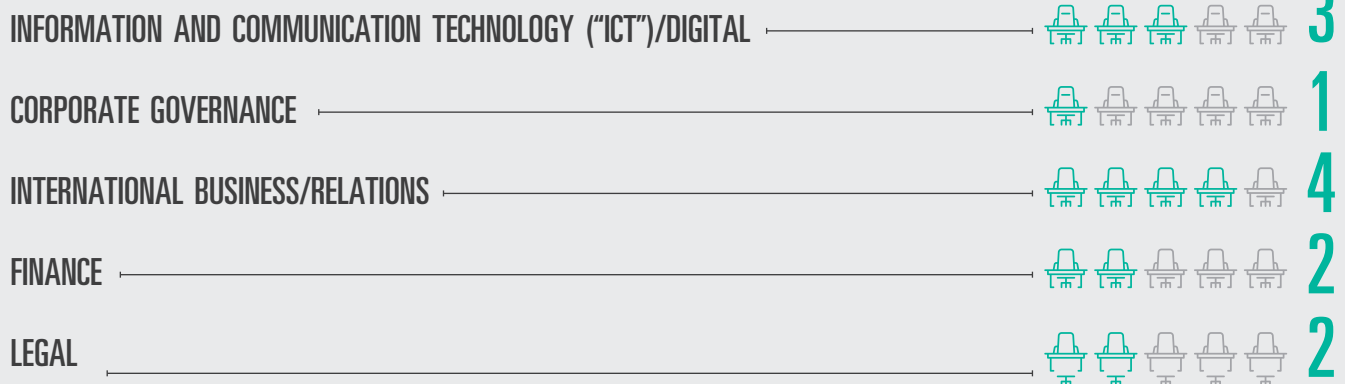 INFORMATION AND COMMUNICATION TECHNOLOGY (“ICT”)/DIGITAL 3
CORPORATE GOVERNANCE 1
INTERNATIONAL BUSINESS/RELATIONS 4
FINANCE 2
LEGAL 2